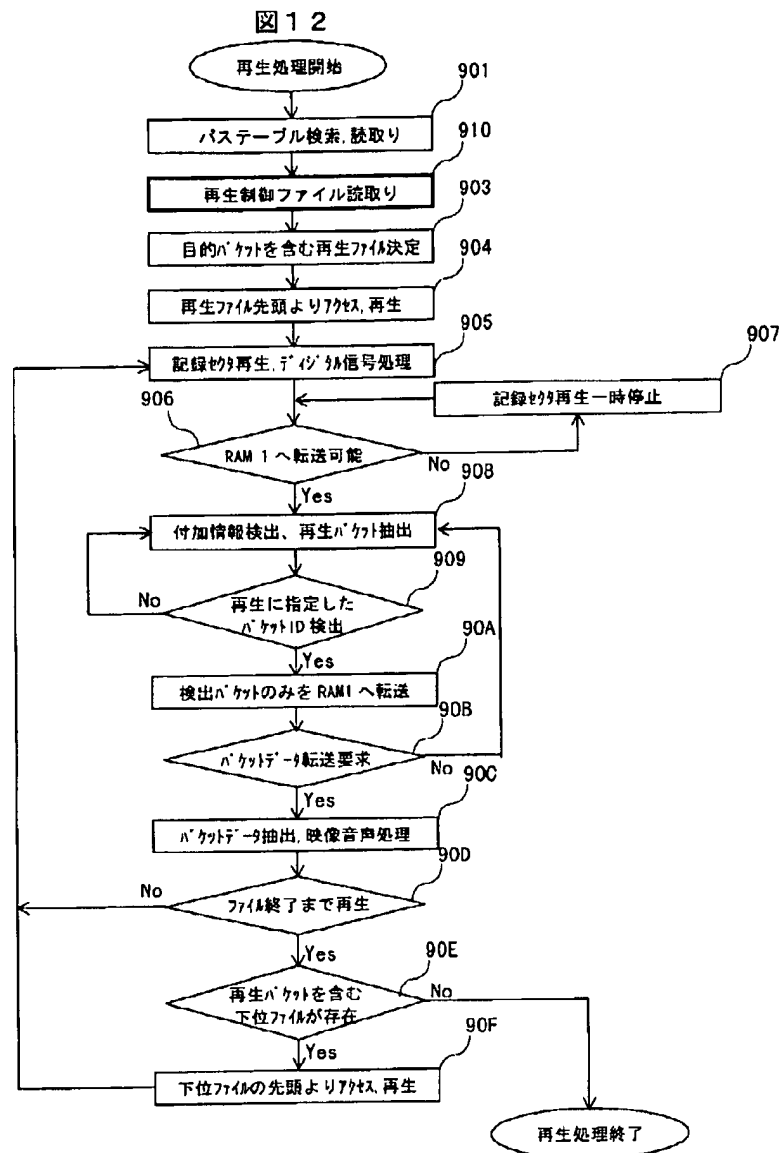 図12
再生処理開始
901
パステーブル検索,読取り
910
再生制御ファイル読取り
903
目的ﾊﾟｹｯﾄを含む再生ファイル決定
904
再生ファイル先頭よりｱｸｾｽ,再生
905
記録ｾｸﾀ再生,ﾃﾞｨｼﾞﾀﾙ信号処理
907
記録ｾｸﾀ再生一時停止
906
RAM 1 へ転送可能
No
Yes
908
付加情報検出、再生ﾊﾟｹｯﾄ抽出
909
再生に指定した
ﾊﾟｹｯﾄID 検出
No
Yes
90A
検出ﾊﾟｹｯﾄのみを RAM1 へ転送
90B
ﾊﾟｹｯﾄﾃﾞｰﾀ転送要求
No
Yes
90C
ﾊﾟｹｯﾄﾃﾞｰﾀ抽出,映像音声処理
90D
ﾌｧｲﾙ終了まで再生
No
Yes
90E
再生ﾊﾟｹｯﾄを含む
下位ﾌｧｲﾙが存在
No
Yes
90F
下位ﾌｧｲﾙの先頭よりｱｸｾｽ,再生
再生処理終了